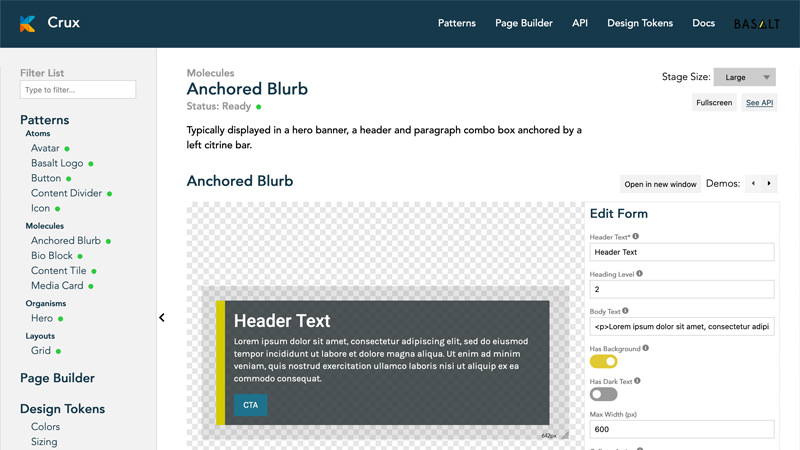 Crux
Patterns Page Builder API Design Tokens Docs BASALT
Filter List
Type to filter...
Patterns
Atoms
Avatar
Basalt Logo
Button
Content Divider
Icon
Molecules
Anchored Blurb
Bio Block
Content Tile
Media Card
Organisms
Hero
Layouts
Grid
Page Builder
Design Tokens
Colors
Sizing
Molecules
Anchored Blurb
Status: Ready
Typically displayed in a hero banner, a header and paragraph combo box anchored by a
left citrine bar.
Stage Size: Large
Fullscreen See API
Anchored Blurb
Open in new window Demos:
Header Text
Lorem ipsum dolor sit amet, consectetur adipiscing elit, sed do eiusmod
tempor incididunt ut labore et dolore magna aliqua. Ut enim ad minim
veniam, quis nostrud exercitation ullamco laboris nisi ut aliquip ex ea
commodo consequat.
CTA
642px
Edit Form
Header Text*
Header Text
Heading Level
2
Body Text
<p>Lorem ipsum dolor sit amet, consectetur adipi
Has Background
Has Dark Text
Max Width (px)
600